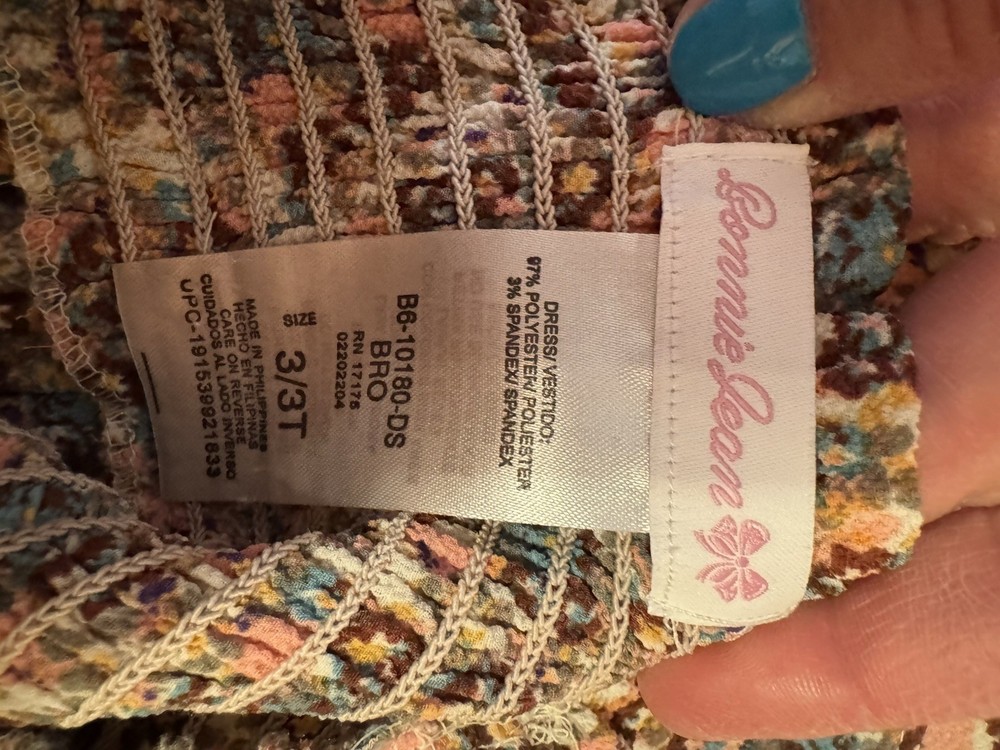 Bonnie Jean
DRESS/ VESTIDO:
97% POLYESTER/ POLIESTER
3% SPANDEX/ SPANDEX
B6-10180-DS
BRO
RN 17175
02202204
SIZE 3/3T
MADE IN PHILIPPINES
HECHO EN FILIPINAS
CARE ON REVERSE
CUIDADOS AL LADO INVERSO
UPC-191539921833